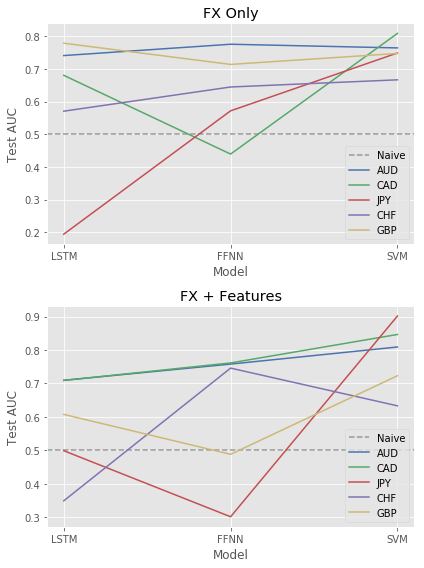 FX Only
Test AUC
0.8
0.7
0.6
0.5
0.4
0.3
0.2
Naive
AUD
CAD
JPY
CHF
GBP
LSTM
FFNN
SVM
Model
FX + Features
Test AUC
0.9
0.8
0.7
0.6
0.5
0.4
0.3
Naive
AUD
CAD
JPY
CHF
GBP
LSTM
FFNN
SVM
Model